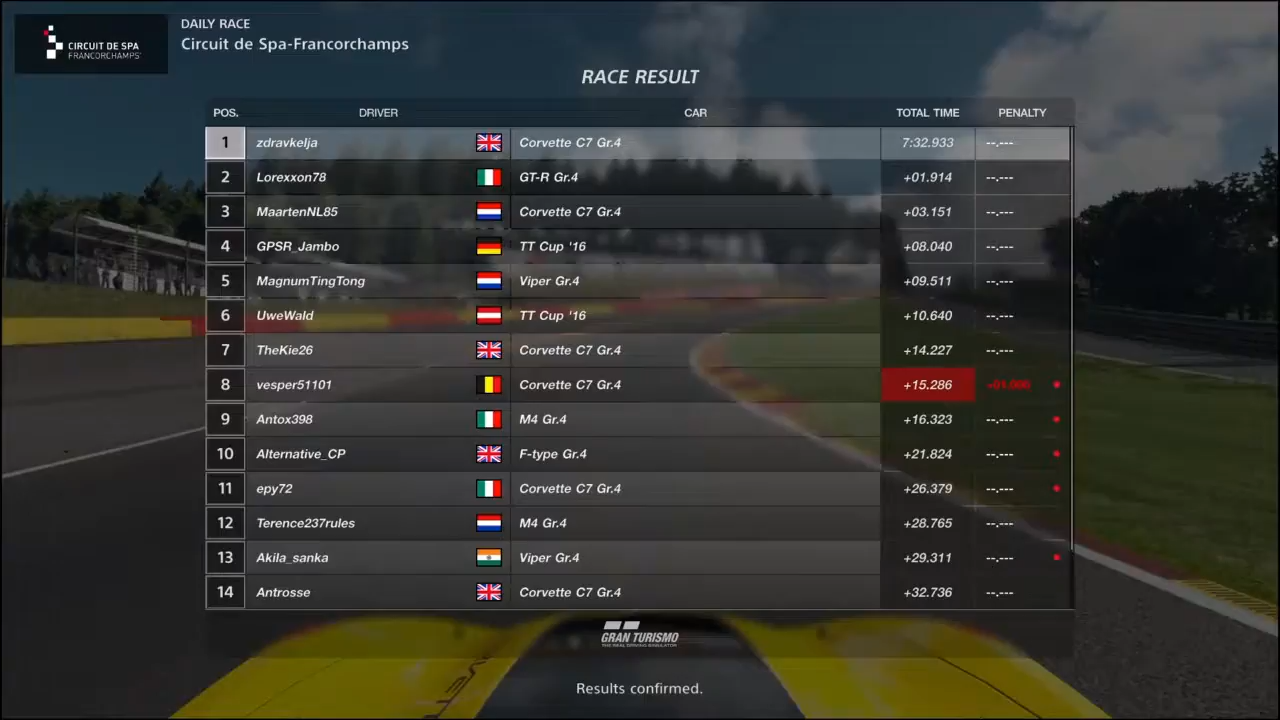 CIRCUIT DE SPA
FRANCORCHAMPS
DAILY RACE
Circuit de Spa-Francorchamps
RACE RESULT
POS. DRIVER CAR TOTAL TIME PENALTY
1 zdravkelja Corvette C7 Gr.4 7:32.933 --.---
2 Lorexxon78 GT-R Gr.4 +01.914 --.---
3 MaartenNL85 Corvette C7 Gr.4 +03.151 --.---
4 GPSR_Jambo TT Cup '16 +08.040 --.---
5 MagnumTingTong Viper Gr.4 +09.511 --.---
6 UweWald TT Cup '16 +10.640 --.---
7 TheKie26 Corvette C7 Gr.4 +14.227 --.---
8 vesper51101 Corvette C7 Gr.4 +15.286 +01.000
9 Antox398 M4 Gr.4 +16.323 --.---
10 Alternative_CP F-type Gr.4 +21.824 --.---
11 epy72 Corvette C7 Gr.4 +26.379 --.---
12 Terence237rules M4 Gr.4 +28.765 --.---
13 Akila_sanka Viper Gr.4 +29.311 --.---
14 Antrosse Corvette C7 Gr.4 +32.736 --.---
GRAN TURISMO
THE REAL DRIVING SIMULATOR
Results confirmed.